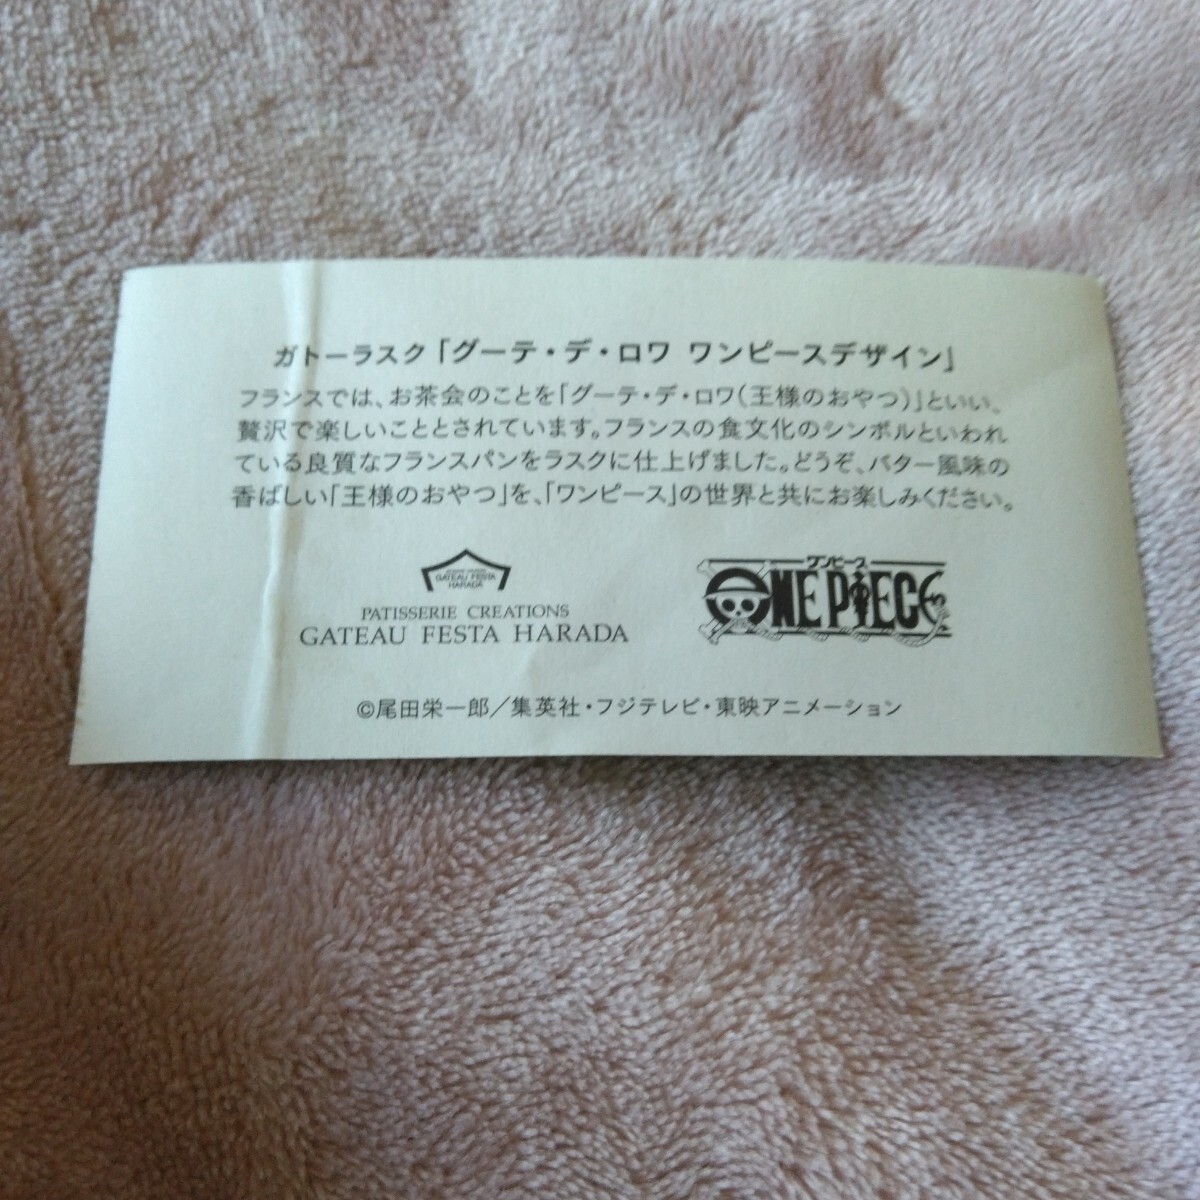 ガトーラスク「グーテ・デ・ロワ ワンピースデザイン」
フランスでは、お茶会のことを「グーテ・デ・ロワ(王様のおやつ)」といい、
贅沢で楽しいこととされています。フランスの食文化のシンボルといわれ
ている良質なフランスパンをラスクに仕上げました。どうぞ、バター風味の
香ばしい「王様のおやつ」を、「ワンピース」の世界と共にお楽しみください。
GATEAU FESTA
HARADA
PATISSERIE CREATIONS
GATEAU FESTA HARADA
ワンピース
ONE PIECE
©尾田栄一郎／集英社・フジテレビ・東映アニメーション